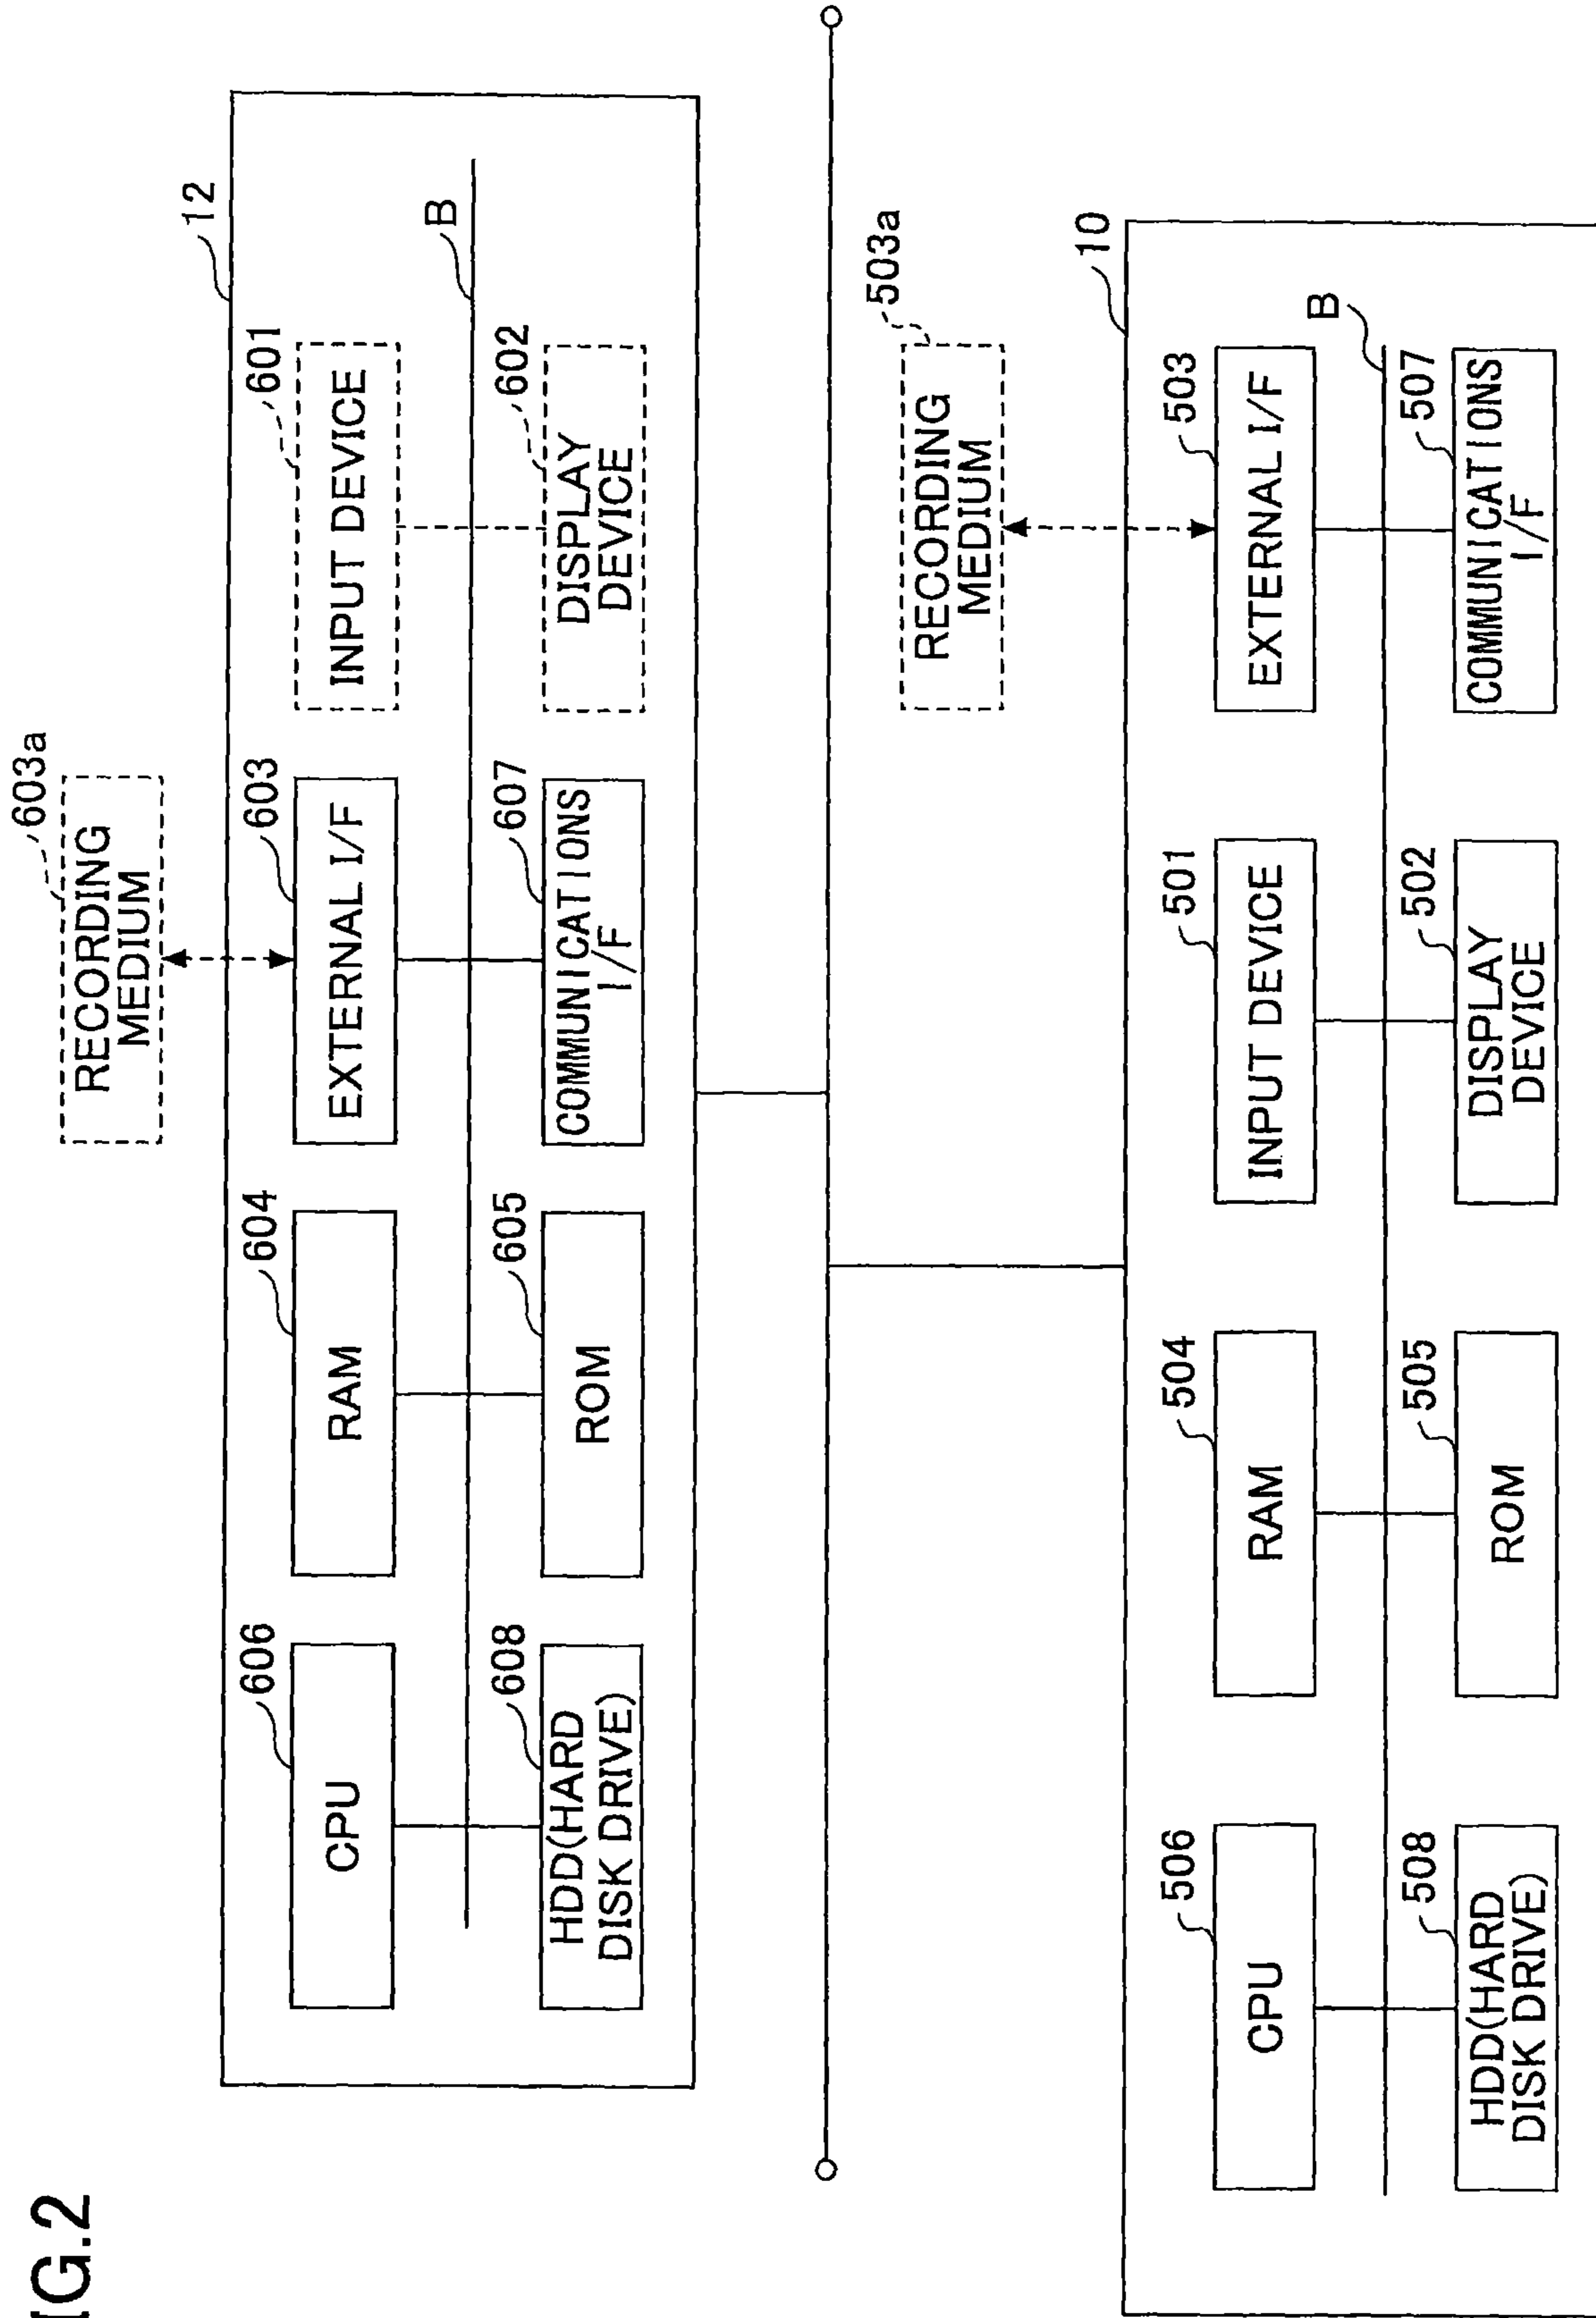 IG.2
603a
RECORDING
MEDIUM
12
606
CPU
604
RAM
603
EXTERNAL I/F
601
INPUT DEVICE
B
608
HDD(HARD
DISK DRIVE)
605
ROM
607
COMMUNICATIONS
I/F
602
DISPLAY
DEVICE
503a
RECORDING
MEDIUM
10
506
CPU
504
RAM
501
INPUT DEVICE
503
EXTERNAL I/F
B
508
HDD(HARD
DISK DRIVE)
505
ROM
502
DISPLAY
DEVICE
507
COMMUNICATIONS
I/F